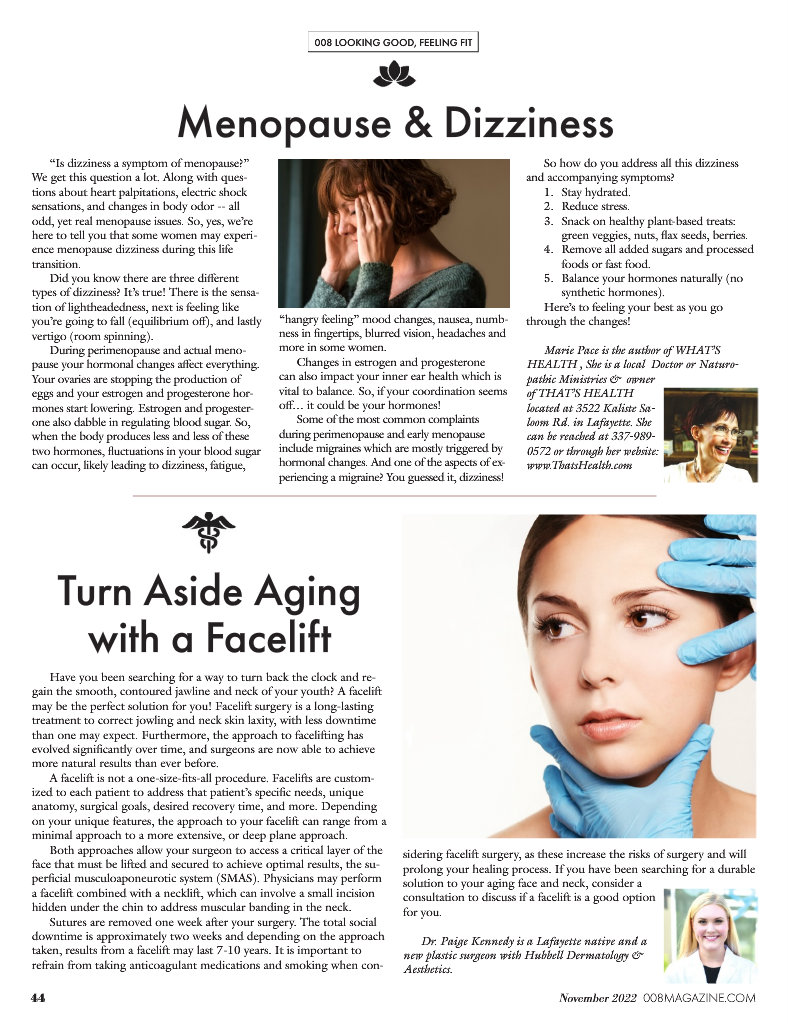 008 LOOKING GOOD, FEELING FIT
Menopause & Dizziness
“Is dizziness a symptom of menopause?”
We get this question a lot. Along with ques-
tions about heart palpitations, electric shock
sensations, and changes in body odor -- all
odd, yet real menopause issues. So, yes, we’re
here to tell you that some women may experi-
ence menopause dizziness during this life
transition.
Did you know there are three different
types of dizziness? It’s true! There is the sensa-
tion of lightheadedness, next is feeling like
you’re going to fall (equilibrium off), and lastly
vertigo (room spinning).
During perimenopause and actual meno-
pause your hormonal changes affect everything.
Your ovaries are stopping the production of
eggs and your estrogen and progesterone hor-
mones start lowering. Estrogen and progester-
one also dabble in regulating blood sugar. So,
when the body produces less and less of these
two hormones, fluctuations in your blood sugar
can occur, likely leading to dizziness, fatigue,
“hangry feeling” mood changes, nausea, numb-
ness in fingertips, blurred vision, headaches and
more in some women.
Changes in estrogen and progesterone
can also impact your inner ear health which is
vital to balance. So, if your coordination seems
off… it could be your hormones!
Some of the most common complaints
during perimenopause and early menopause
include migraines which are mostly triggered by
hormonal changes. And one of the aspects of ex-
periencing a migraine? You guessed it, dizziness!
So how do you address all this dizziness
and accompanying symptoms?
1. Stay hydrated.
2. Reduce stress.
3. Snack on healthy plant-based treats:
green veggies, nuts, flax seeds, berries.
4. Remove all added sugars and processed
foods or fast food.
5. Balance your hormones naturally (no
synthetic hormones).
Here’s to feeling your best as you go
through the changes!
Marie Pace is the author of WHAT’S
HEALTH , She is a local Doctor or Naturo-
pathic Ministries & owner
of THAT’S HEALTH
located at 3522 Kaliste Sa-
loom Rd. in Lafayette. She
can be reached at 337-989-
0572 or through her website:
www.ThatsHealth.com
Turn Aside Aging
with a Facelift
Have you been searching for a way to turn back the clock and re-
gain the smooth, contoured jawline and neck of your youth? A facelift
may be the perfect solution for you! Facelift surgery is a long-lasting
treatment to correct jowling and neck skin laxity, with less downtime
than one may expect. Furthermore, the approach to facelifting has
evolved significantly over time, and surgeons are now able to achieve
more natural results than ever before.
A facelift is not a one-size-fits-all procedure. Facelifts are custom-
ized to each patient to address that patient’s specific needs, unique
anatomy, surgical goals, desired recovery time, and more. Depending
on your unique features, the approach to your facelift can range from a
minimal approach to a more extensive, or deep plane approach.
Both approaches allow your surgeon to access a critical layer of the
face that must be lifted and secured to achieve optimal results, the su-
perficial musculoaponeurotic system (SMAS). Physicians may perform
a facelift combined with a necklift, which can involve a small incision
hidden under the chin to address muscular banding in the neck.
Sutures are removed one week after your surgery. The total social
downtime is approximately two weeks and depending on the approach
taken, results from a facelift may last 7-10 years. It is important to
refrain from taking anticoagulant medications and smoking when con-
sidering facelift surgery, as these increase the risks of surgery and will
prolong your healing process. If you have been searching for a durable
solution to your aging face and neck, consider a
consultation to discuss if a facelift is a good option
for you.
Dr. Paige Kennedy is a Lafayette native and a
new plastic surgeon with Hubbell Dermatology &
Aesthetics.
44
November 2022 008MAGAZINE.COM